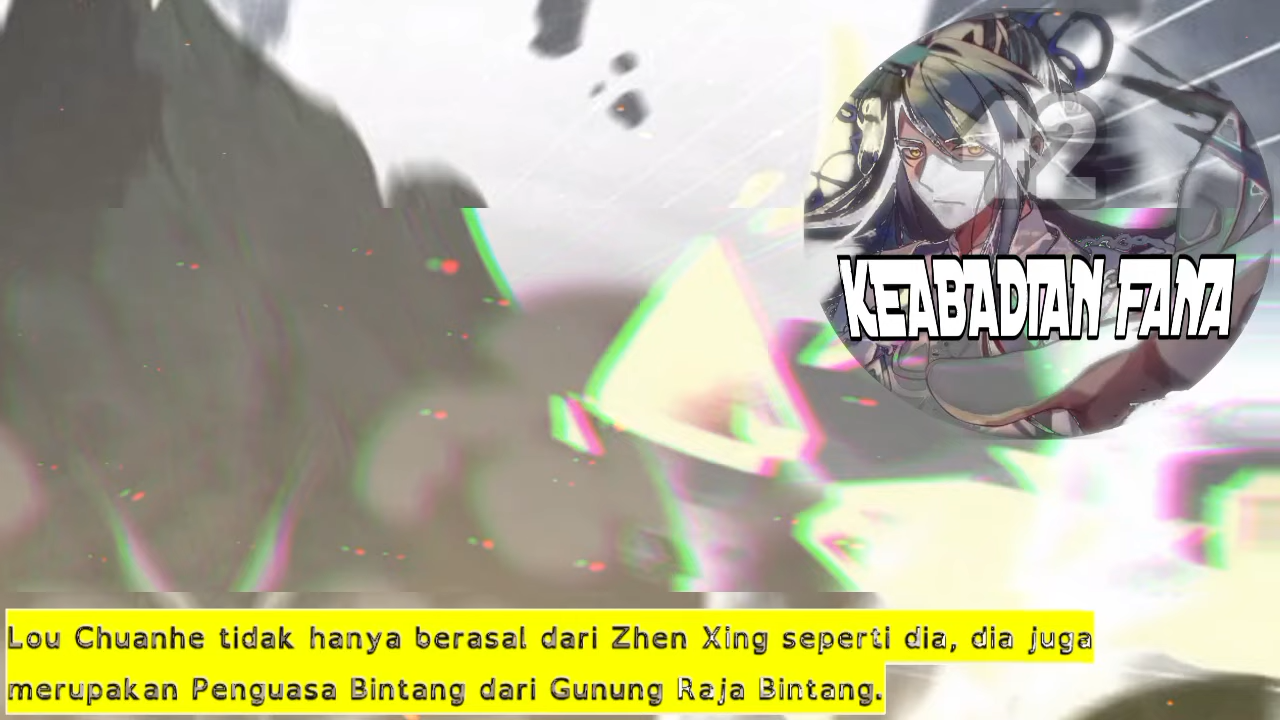 42
KEABADIAN FANA
Lou Chuanhe tidak hanya berasal dari Zhen Xing seperti dia, dia juga
merupakan Penguasa Bintang dari Gunung Raja Bintang.